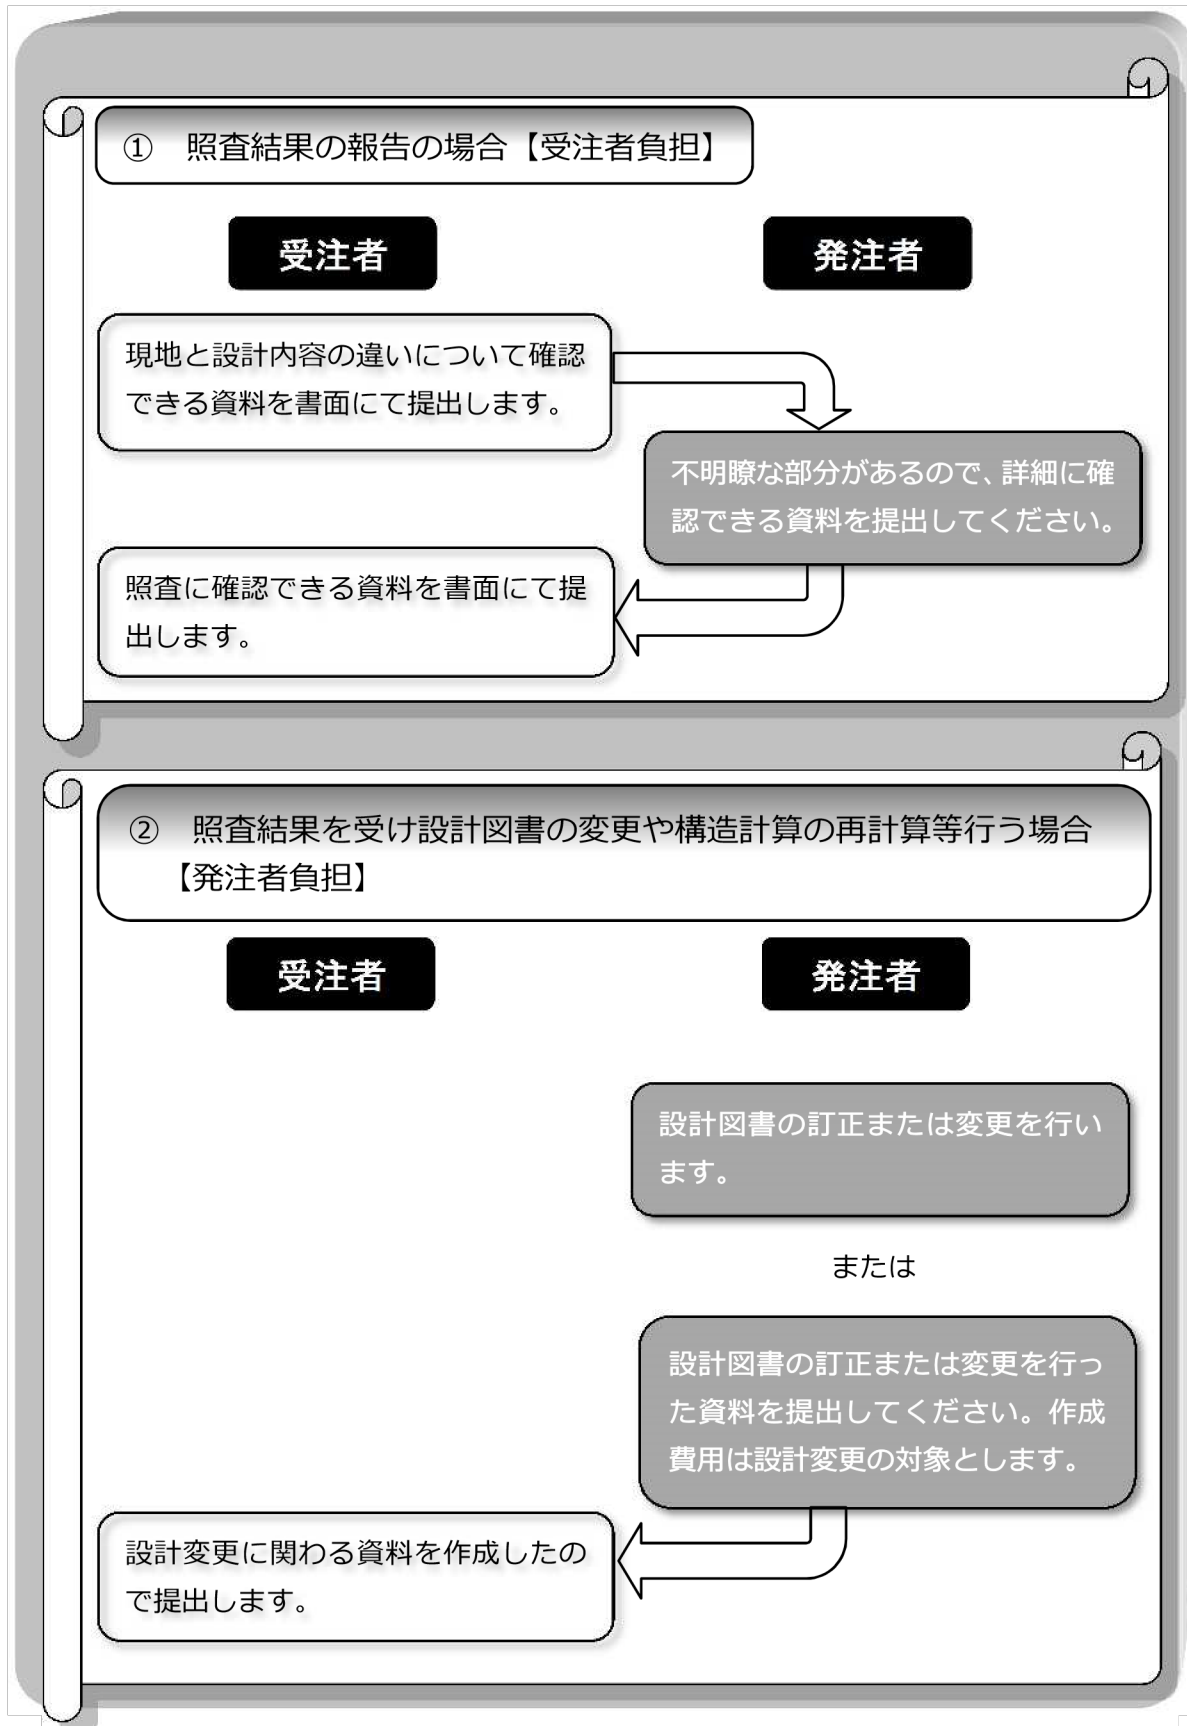 ① 照査結果の報告の場合【受注者負担】
受注者
発注者
現地と設計内容の違いについて確認
できる資料を書面にて提出します。
不明瞭な部分があるので、詳細に確
認できる資料を提出してください。
照査に確認できる資料を書面にて提
出します。
② 照査結果を受け設計図書の変更や構造計算の再計算等行う場合
【発注者負担】
受注者
発注者
設計図書の訂正または変更を行い
ます。
または
設計図書の訂正または変更を行っ
た資料を提出してください。作成
費用は設計変更の対象とします。
設計変更に関わる資料を作成したの
で提出します。